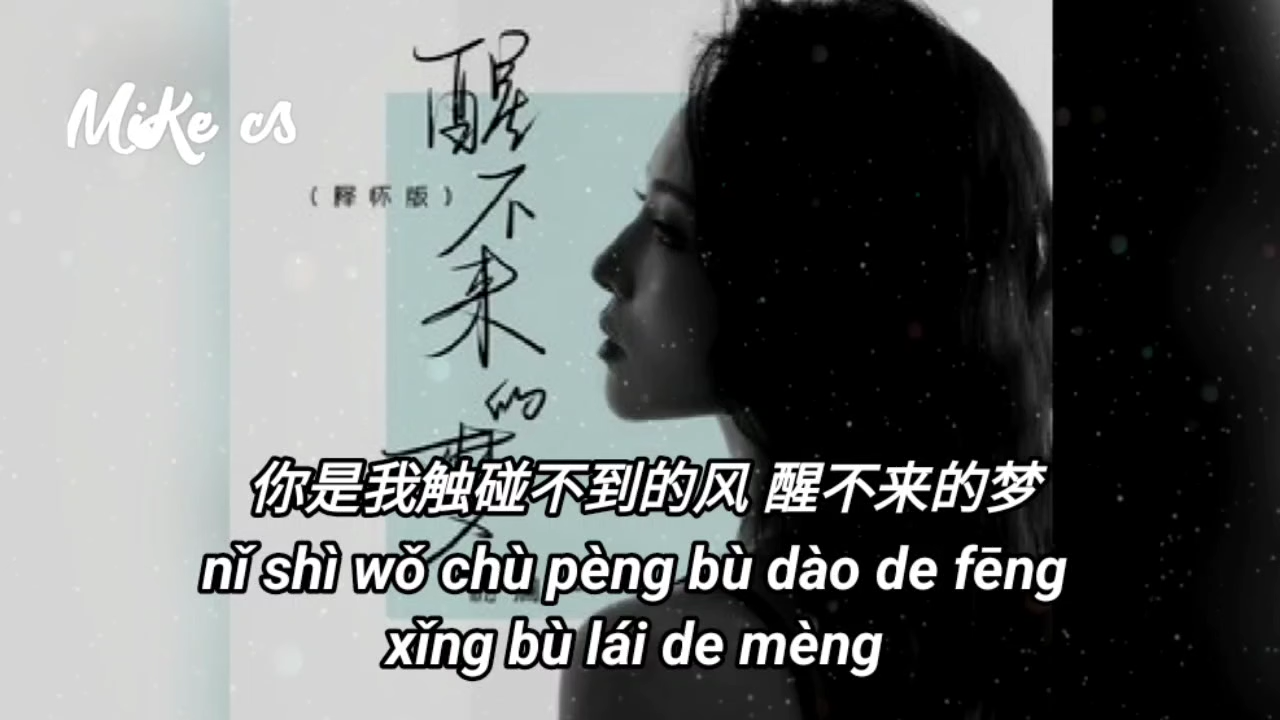 醒不来的梦
MiKe cs
（释怀版）
你是我触碰不到的风 醒不来的梦
nǐ shì wǒ chù pèng bù dào de fēng
xǐng bù lái de mèng